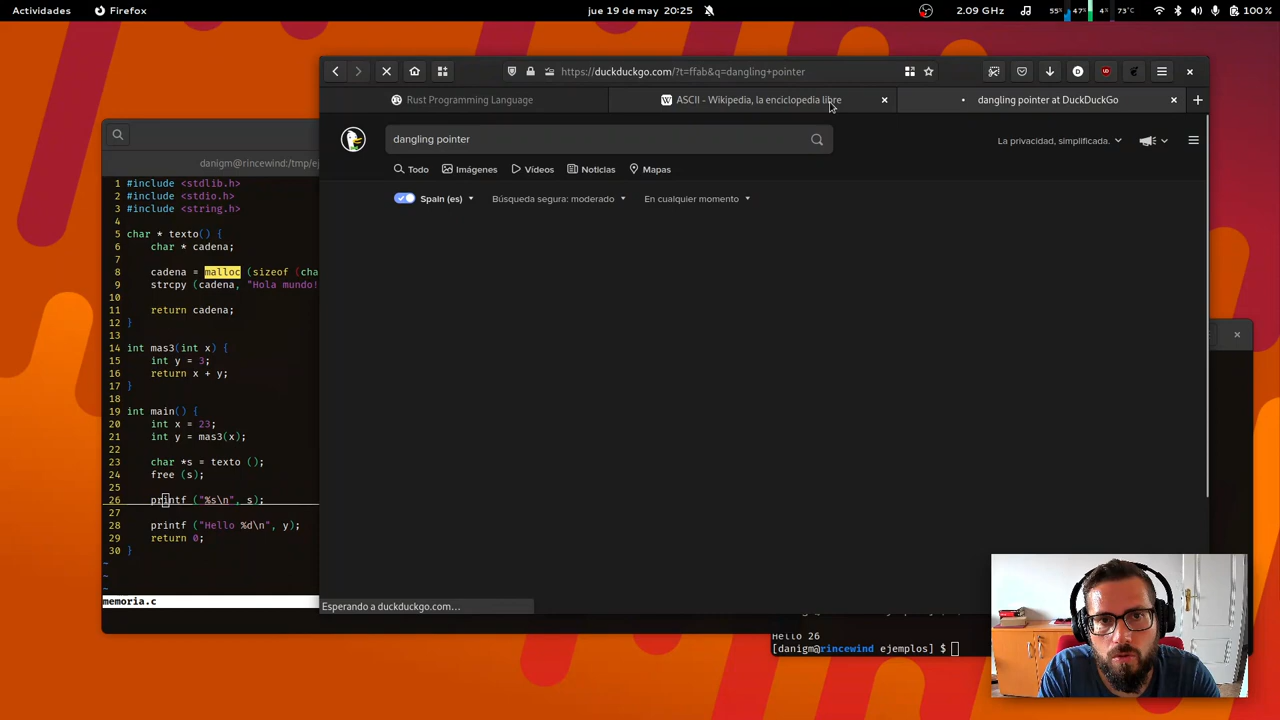 Actividades
Firefox
jue 19 de may 20:25
2.09 GHz
55%
47%
4%
73°C
100 %
https://duckduckgo.com/?t=ffab&q=dangling+pointer
Rust Programming Language
ASCII - Wikipedia, la enciclopedia libre
dangling pointer at DuckDuckGo
dangling pointer
La privacidad, simplificada.
Todo
Imágenes
Vídeos
Noticias
Mapas
Spain (es)
Búsqueda segura: moderado
En cualquier momento
Esperando a duckduckgo.com…
danigm@rincewind:/tmp/ej
1 #include <stdlib.h>
2 #include <stdio.h>
3 #include <string.h>
4
5 char * texto() {
6 char * cadena;
7
8 cadena = malloc (sizeof (cha
9 strcpy (cadena, "Hola mundo!
10
11 return cadena;
12 }
13
14 int mas3(int x) {
15 int y = 3;
16 return x + y;
17 }
18
19 int main() {
20 int x = 23;
21 int y = mas3(x);
22
23 char *s = texto ();
24 free (s);
25
26 printf ("%s\n", s);
27
28 printf ("Hello %d\n", y);
29 return 0;
30 }
~
~
memoria.c
Hello 26
[danigm@rincewind ejemplos] $